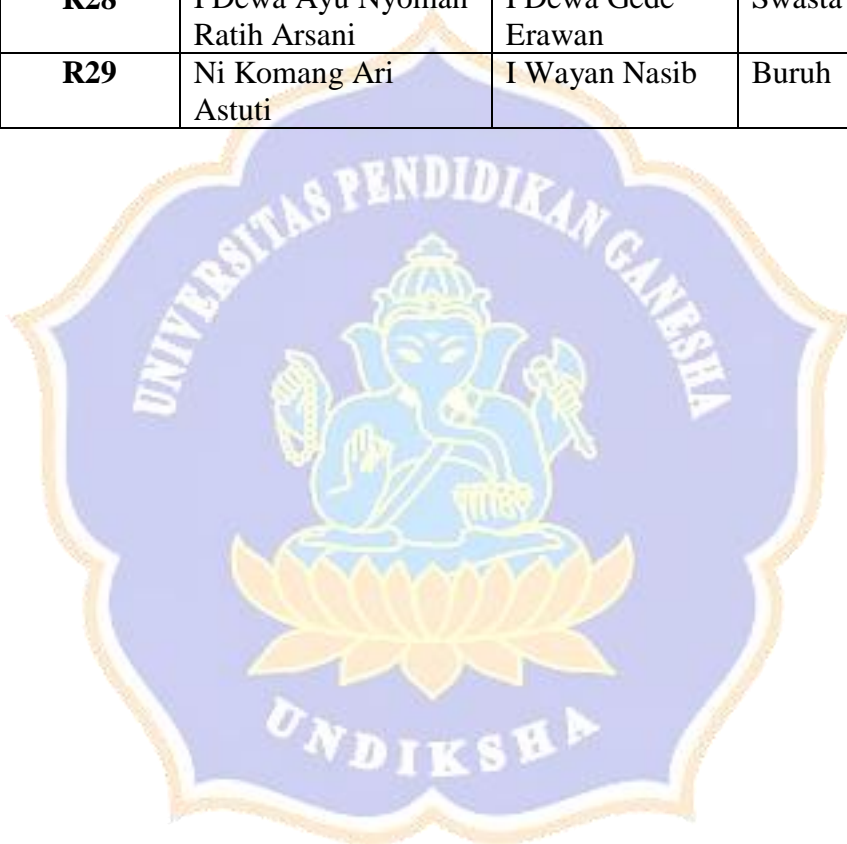 R28 I Dewa Ayu Nyoman I Dewa Gede Swasta
Ratih Arsani Erawan
R29 Ni Komang Ari I Wayan Nasib Buruh
Astuti
UNIVERSITAS PENDIDIKAN GANESHA
UNDIKSHA